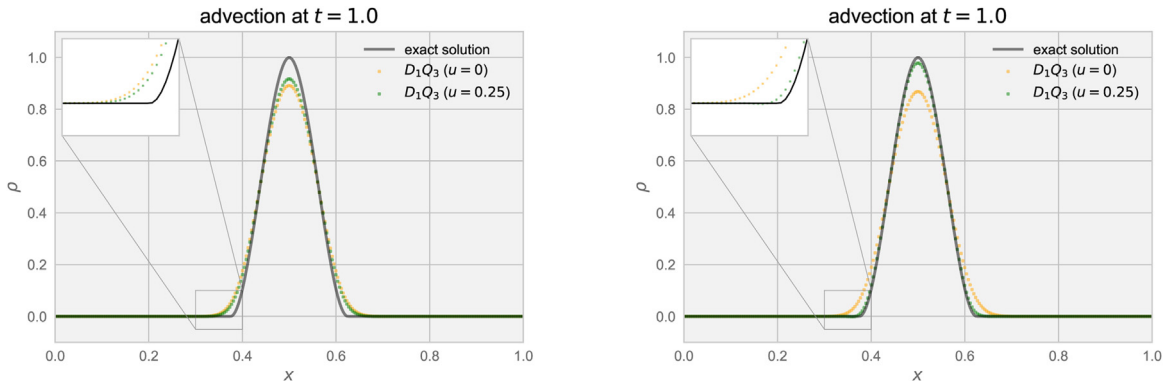 advection at t = 1.0
1.0
0.8
0.6
0.4
0.2
0.0
ρ
exact solution
D₁Q₃ (u = 0)
D₁Q₃ (u = 0.25)
0.0 0.2 0.4 0.6 0.8 1.0
x
advection at t = 1.0
1.0
0.8
0.6
0.4
0.2
0.0
ρ
exact solution
D₁Q₃ (u = 0)
D₁Q₃ (u = 0.25)
0.0 0.2 0.4 0.6 0.8 1.0
x